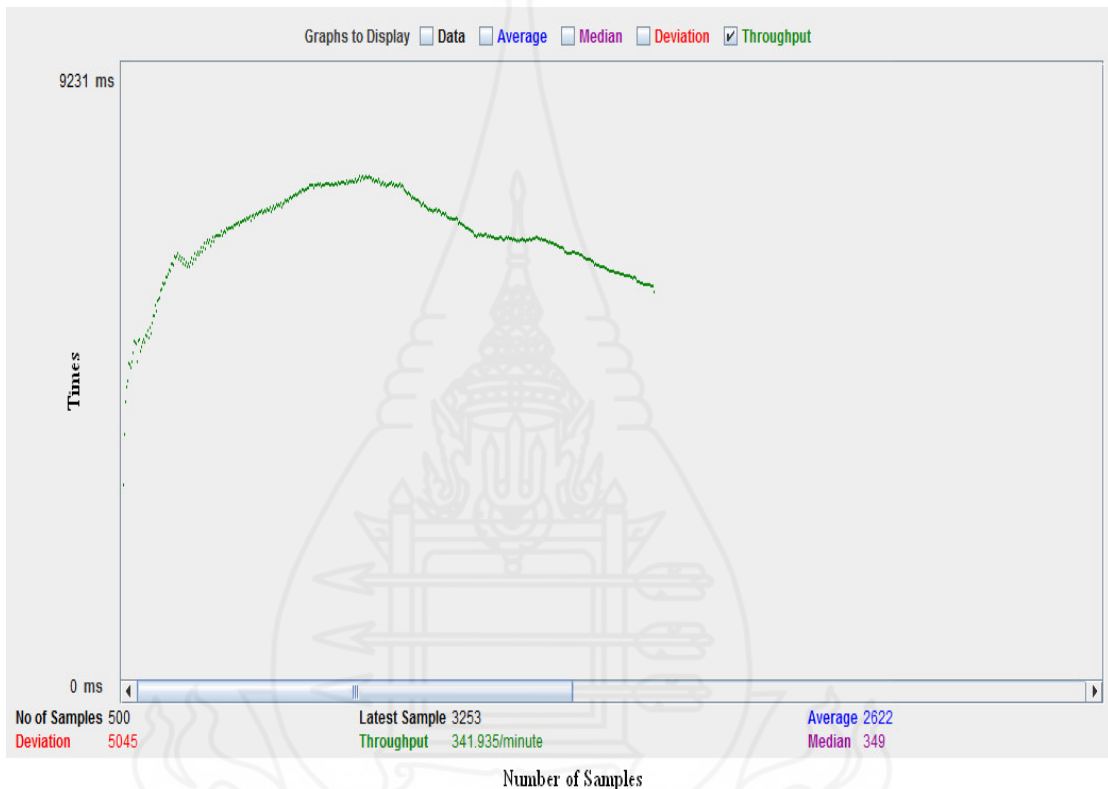 Graphs to Display Data Average Median Deviation Throughput
9231 ms
Times
0 ms
No of Samples 500 Latest Sample 3253 Average 2622
Deviation 5045 Throughput 341.935/minute Median 349
Number of Samples